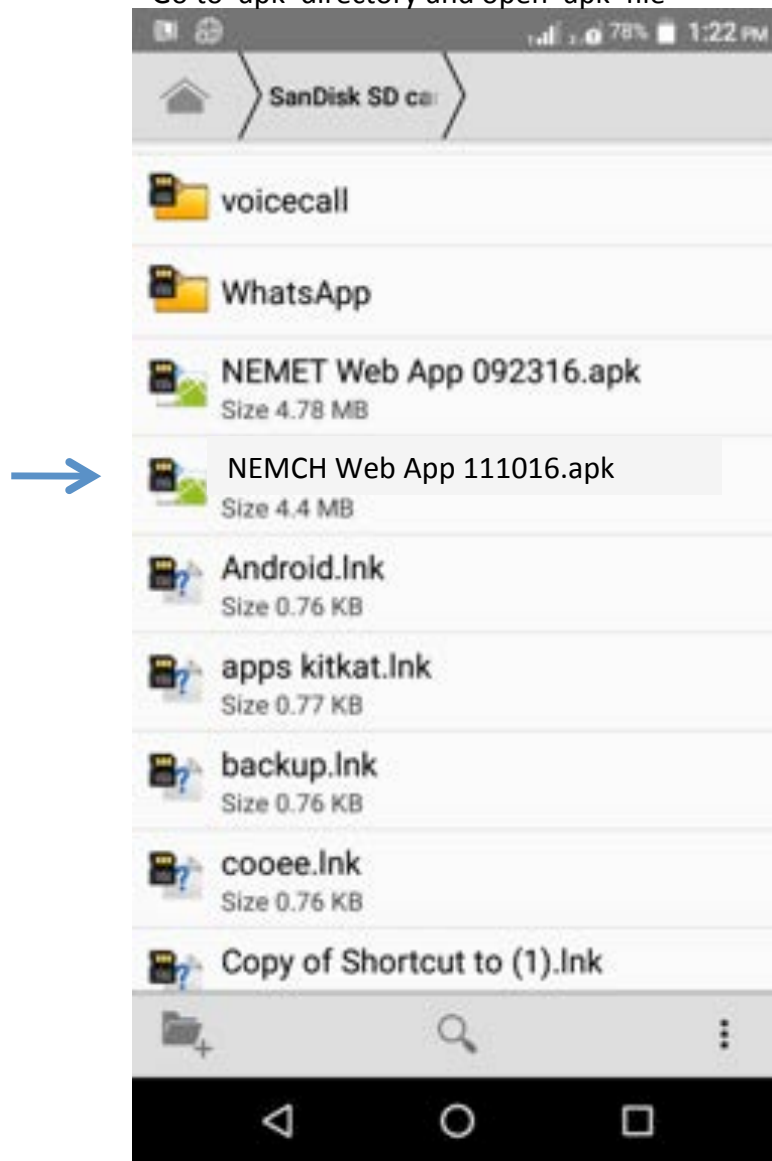 Go to 'apk' directory and open 'apk' file
78% 1:22 PM
SanDisk SD ca
voicecall
WhatsApp
NEMET Web App 092316.apk
Size 4.78 MB
NEMCH Web App 111016.apk
Size 4.4 MB
Android.lnk
Size 0.76 KB
apps kitkat.lnk
Size 0.77 KB
backup.lnk
Size 0.76 KB
cooee.lnk
Size 0.76 KB
Copy of Shortcut to (1).lnk